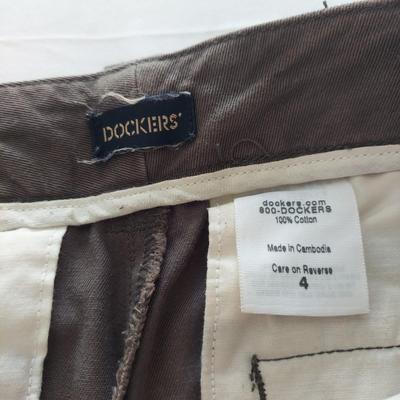 DOCKERS'
dockers.com
800-DOCKERS
100% Cotton
Made in Cambodia
Care on Reverse
4